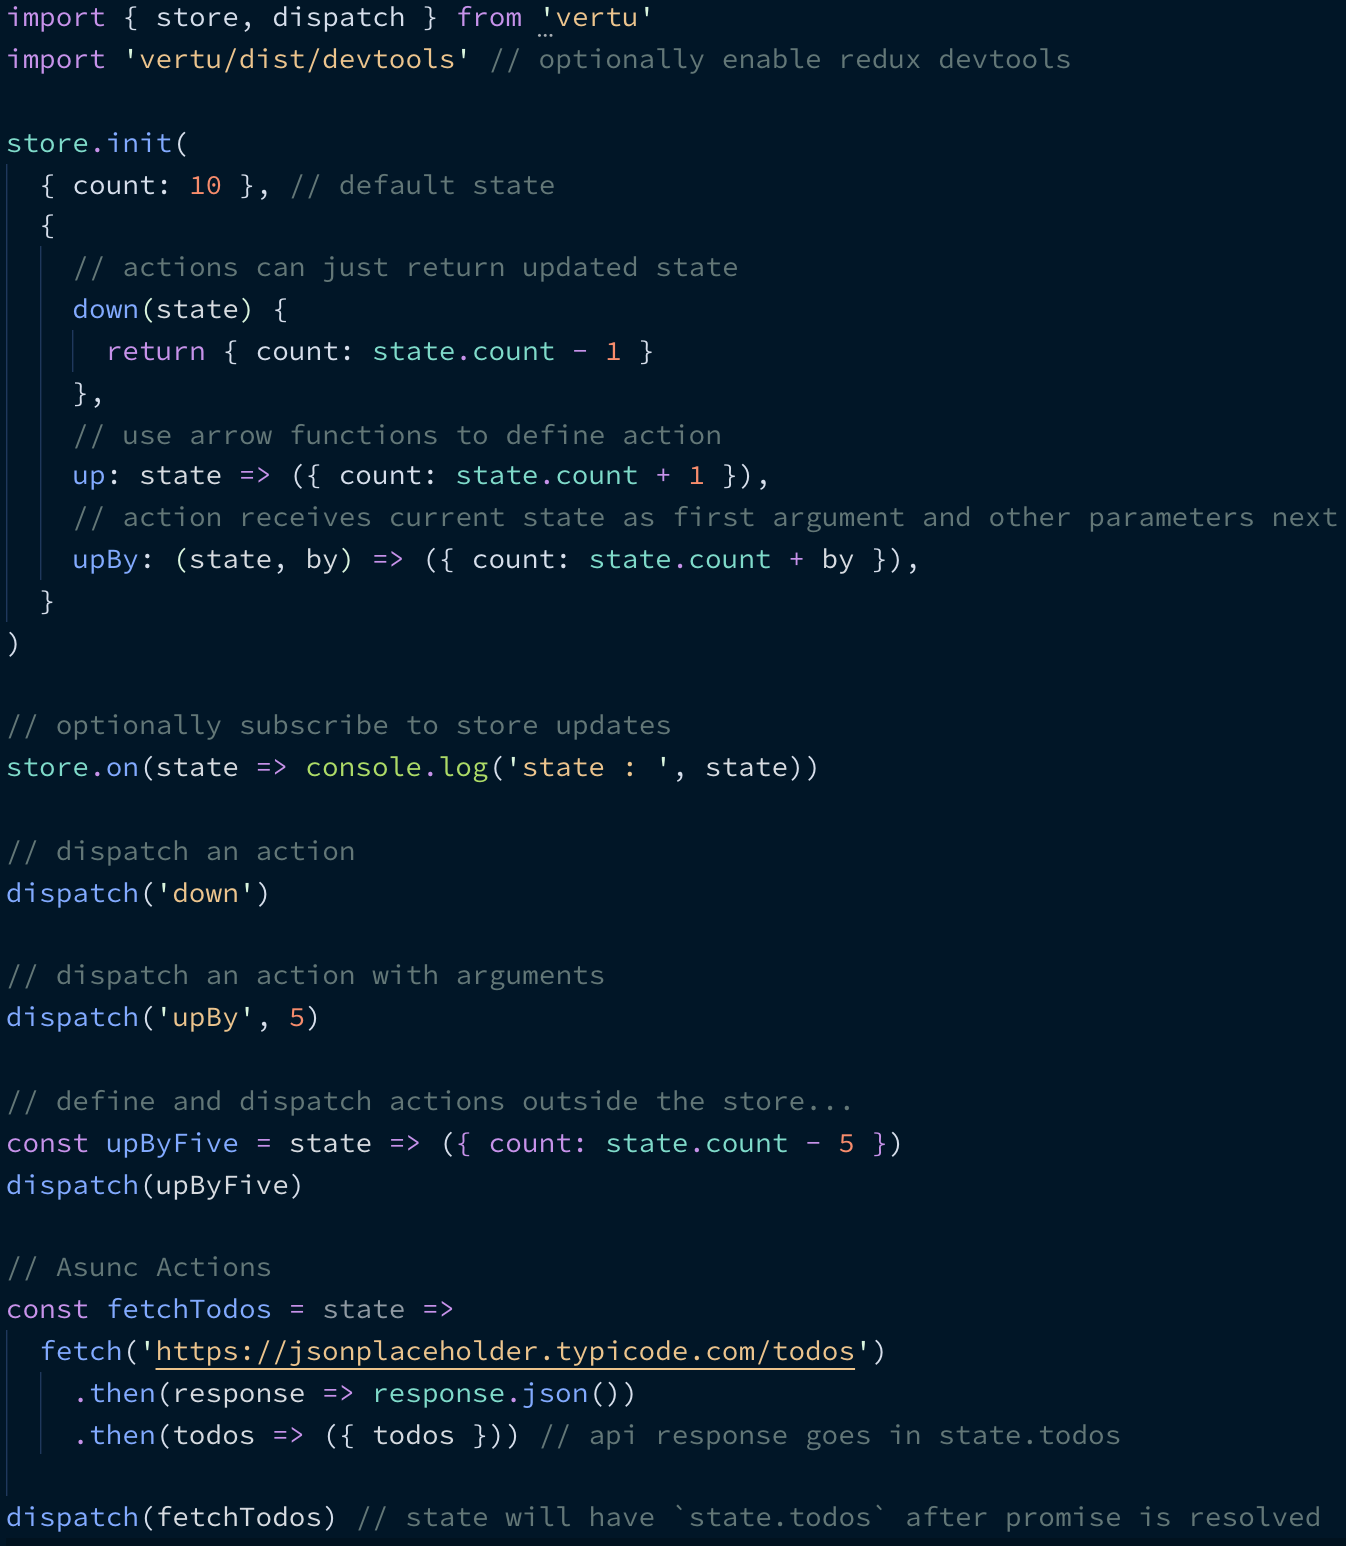 import { store, dispatch } from 'vertu'
import 'vertu/dist/devtools' // optionally enable redux devtools

store.init(
  { count: 10 }, // default state
  {
    // actions can just return updated state
    down(state) {
      return { count: state.count - 1 }
    },
    // use arrow functions to define action
    up: state => ({ count: state.count + 1 }),
    // action receives current state as first argument and other parameters next
    upBy: (state, by) => ({ count: state.count + by }),
  }
)

// optionally subscribe to store updates
store.on(state => console.log('state : ', state))

// dispatch an action
dispatch('down')

// dispatch an action with arguments
dispatch('upBy', 5)

// define and dispatch actions outside the store...
const upByFive = state => ({ count: state.count - 5 })
dispatch(upByFive)

// Asunc Actions
const fetchTodos = state =>
  fetch('https://jsonplaceholder.typicode.com/todos')
    .then(response => response.json())
    .then(todos => ({ todos })) // api response goes in state.todos

dispatch(fetchTodos) // state will have `state.todos` after promise is resolved